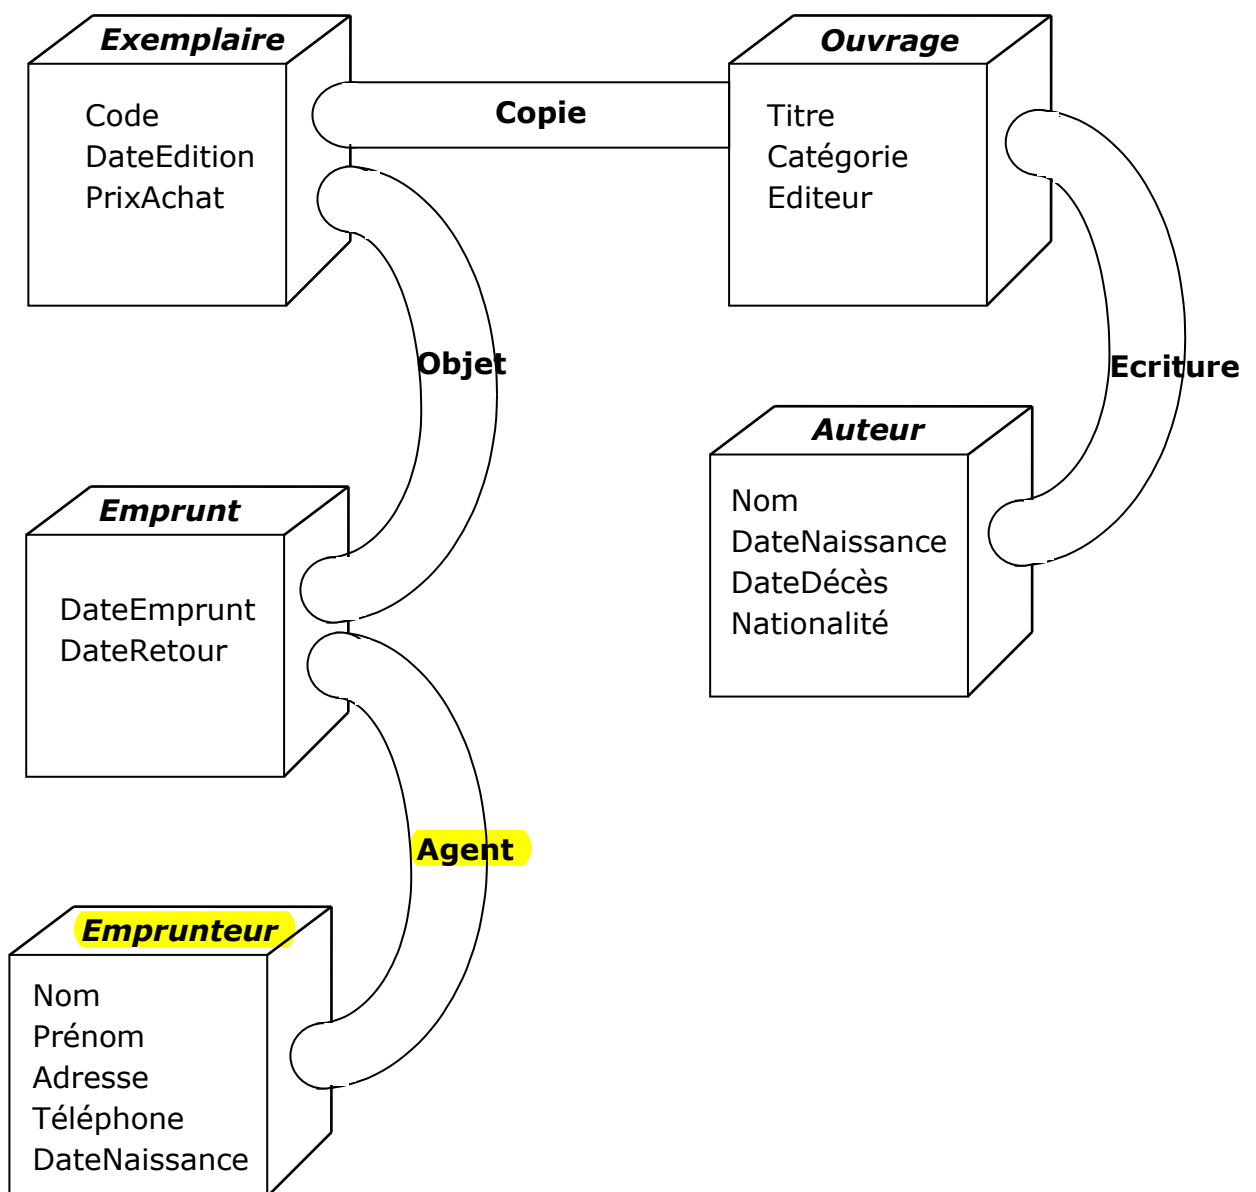 Exemplaire
Code
DateEdition
PrixAchat
Copie
Ouvrage
Titre
Catégorie
Editeur
Objet
Ecriture
Auteur
Nom
DateNaissance
DateDécès
Nationalité
Emprunt
DateEmprunt
DateRetour
Agent
Emprunteur
Nom
Prénom
Adresse
Téléphone
DateNaissance